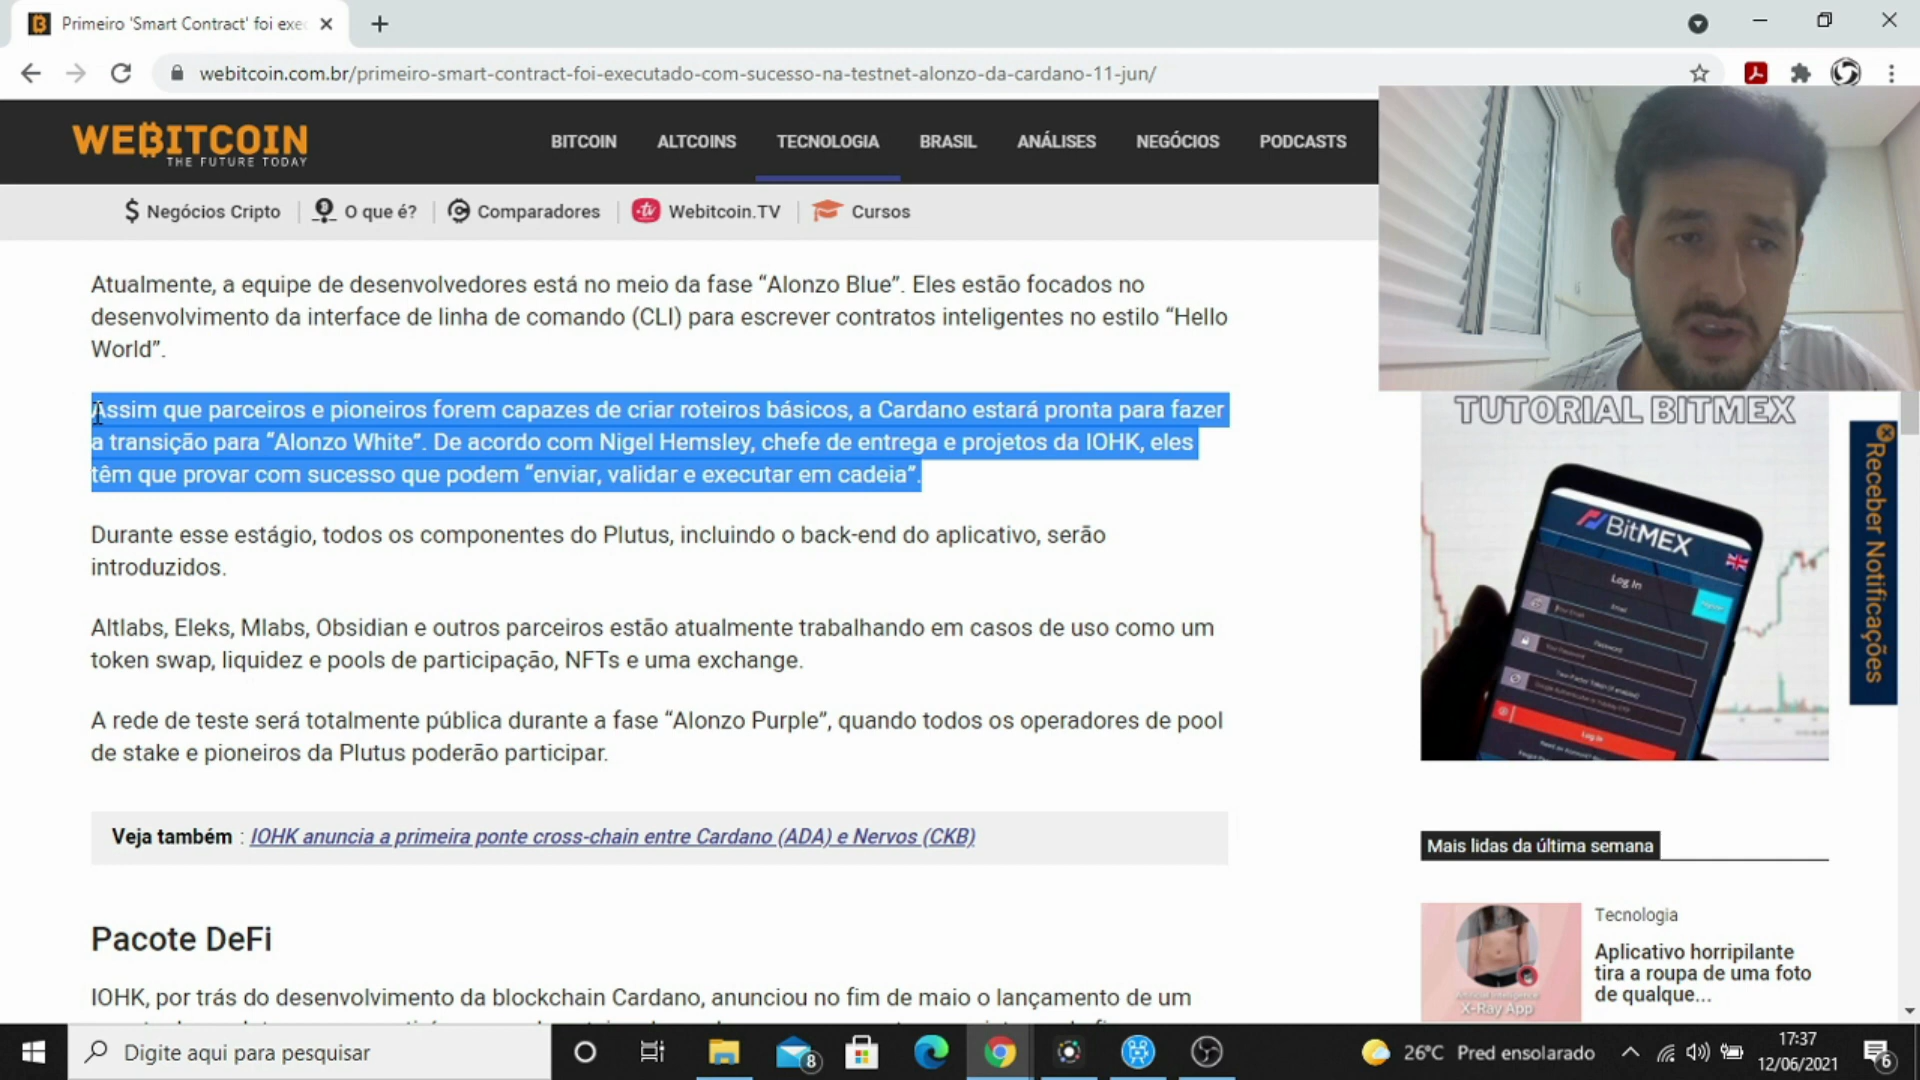 Primeiro 'Smart Contract' foi exec
webitcoin.com.br/primeiro-smart-contract-foi-executado-com-sucesso-na-testnet-alonzo-da-cardano-11-jun/
WEBITCOIN
THE FUTURE TODAY
BITCOIN
ALTCOINS
TECNOLOGIA
BRASIL
ANÁLISES
NEGÓCIOS
PODCASTS
Negócios Cripto
O que é?
Comparadores
tv
Webitcoin.TV
Cursos
Atualmente, a equipe de desenvolvedores está no meio da fase “Alonzo Blue”. Eles estão focados no
desenvolvimento da interface de linha de comando (CLI) para escrever contratos inteligentes no estilo “Hello
World”.
Assim que parceiros e pioneiros forem capazes de criar roteiros básicos, a Cardano estará pronta para fazer
a transição para “Alonzo White”. De acordo com Nigel Hemsley, chefe de entrega e projetos da IOHK, eles
têm que provar com sucesso que podem “enviar, validar e executar em cadeia”.
Durante esse estágio, todos os componentes do Plutus, incluindo o back-end do aplicativo, serão
introduzidos.
Altlabs, Eleks, Mlabs, Obsidian e outros parceiros estão atualmente trabalhando em casos de uso como um
token swap, liquidez e pools de participação, NFTs e uma exchange.
A rede de teste será totalmente pública durante a fase “Alonzo Purple”, quando todos os operadores de pool
de stake e pioneiros da Plutus poderão participar.
Veja também : IOHK anuncia a primeira ponte cross-chain entre Cardano (ADA) e Nervos (CKB)
Pacote DeFi
IOHK, por trás do desenvolvimento da blockchain Cardano, anunciou no fim de maio o lançamento de um
TUTORIAL BITMEX
BitMEX
Log In
Email
Password
Log In
Receber Notificações
Mais lidas da última semana
Tecnologia
Aplicativo horripilante
tira a roupa de uma foto
de qualque...
X-Ray App
Digite aqui para pesquisar
8
26°C Pred ensolarado
17:37
12/06/2021
6